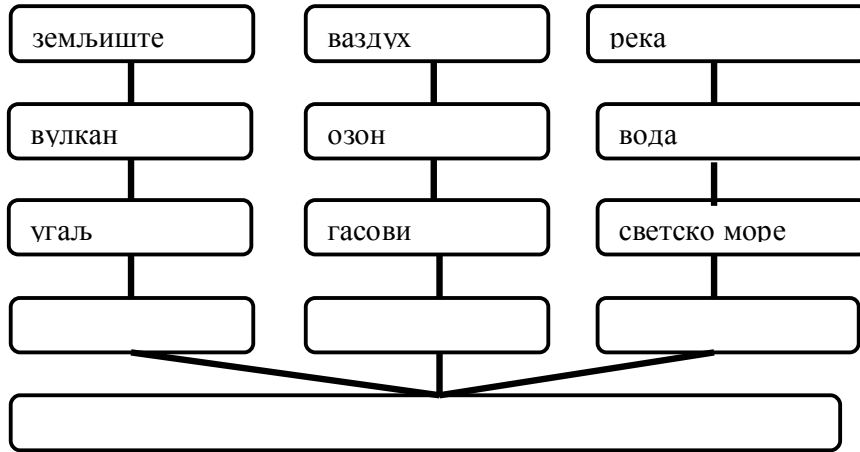 земљиште
ваздух
река
вулкан
озон
вода
угаљ
гасови
светско море